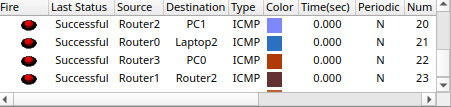 Fire Last Status Source Destination Type Color Time(sec) Periodic Num
Successful Router2 PC1 ICMP 0.000 N 20
Successful Router0 Laptop2 ICMP 0.000 N 21
Successful Router3 PC0 ICMP 0.000 N 22
Successful Router1 Router2 ICMP 0.000 N 23